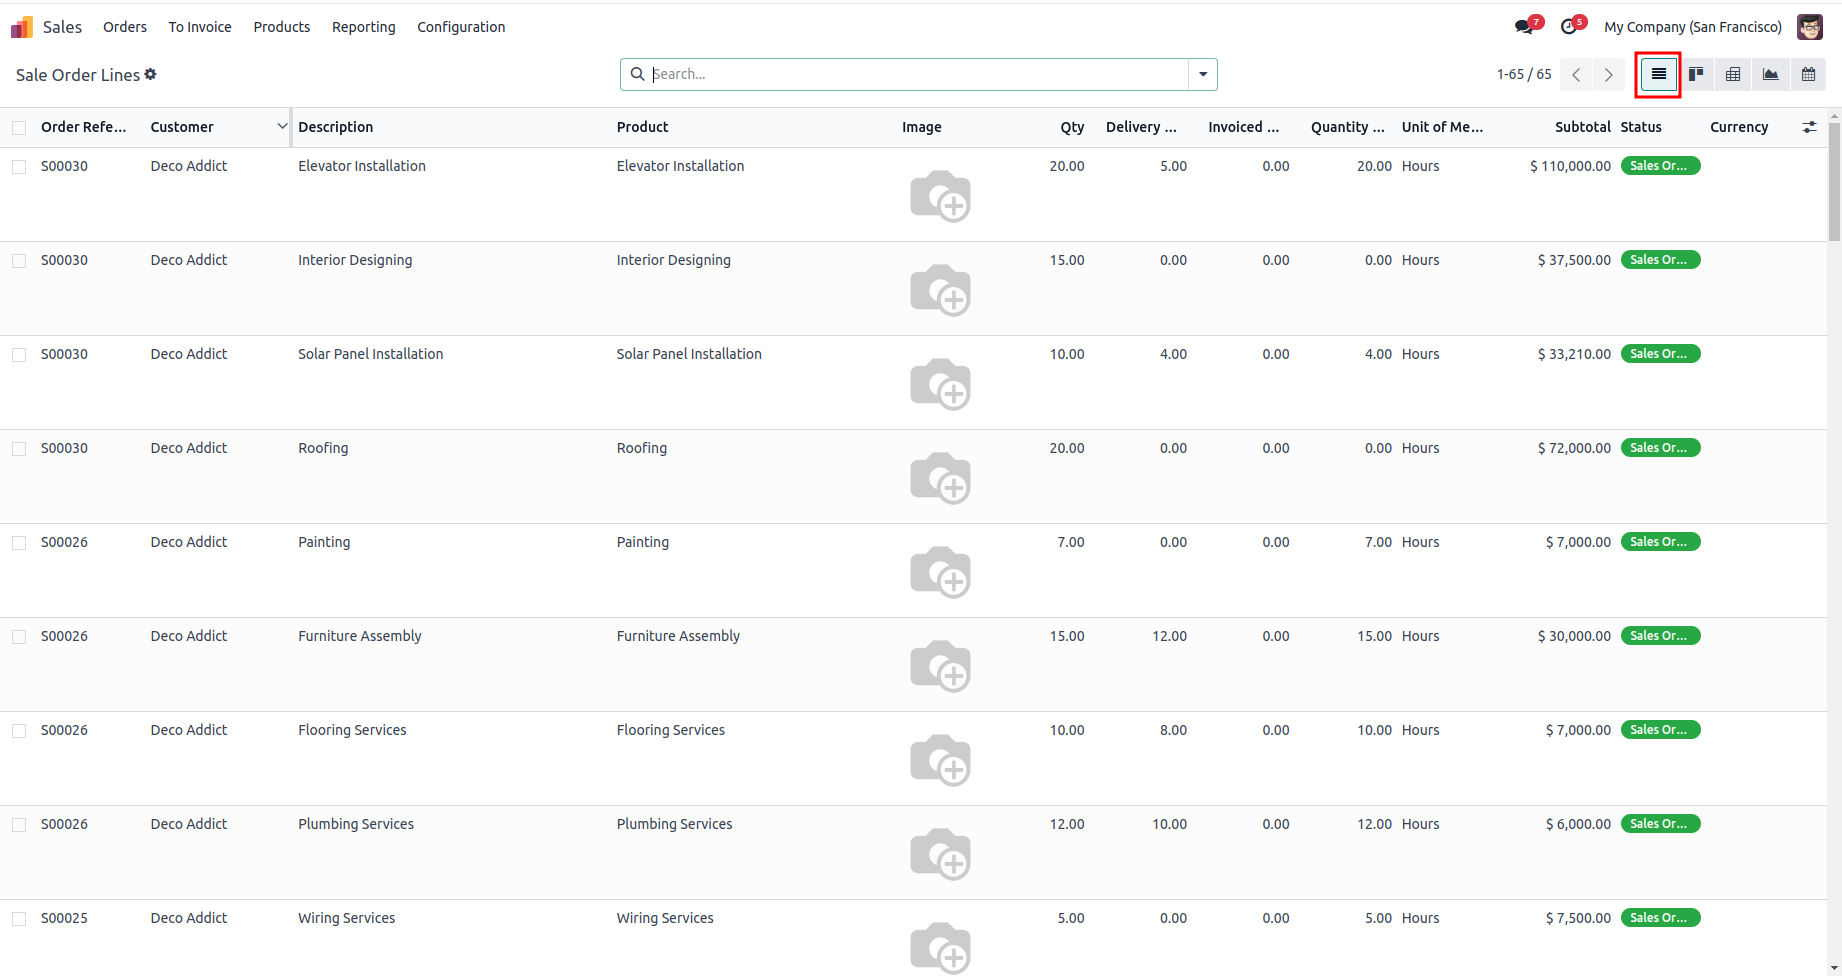 Sales Orders To Invoice Products Reporting Configuration 7 5 My Company (San Francisco)
Sale Order Lines Search... 1-65 / 65
Order Refe... Customer Description Product Image Qty Delivery ... Invoiced ... Quantity ... Unit of Me... Subtotal Status Currency
S00030 Deco Addict Elevator Installation Elevator Installation 20.00 5.00 0.00 20.00 Hours $ 110,000.00 Sales Or...
S00030 Deco Addict Interior Designing Interior Designing 15.00 0.00 0.00 0.00 Hours $ 37,500.00 Sales Or...
S00030 Deco Addict Solar Panel Installation Solar Panel Installation 10.00 4.00 0.00 4.00 Hours $ 33,210.00 Sales Or...
S00030 Deco Addict Roofing Roofing 20.00 0.00 0.00 0.00 Hours $ 72,000.00 Sales Or...
S00026 Deco Addict Painting Painting 7.00 0.00 0.00 7.00 Hours $ 7,000.00 Sales Or...
S00026 Deco Addict Furniture Assembly Furniture Assembly 15.00 12.00 0.00 15.00 Hours $ 30,000.00 Sales Or...
S00026 Deco Addict Flooring Services Flooring Services 10.00 8.00 0.00 10.00 Hours $ 7,000.00 Sales Or...
S00026 Deco Addict Plumbing Services Plumbing Services 12.00 10.00 0.00 12.00 Hours $ 6,000.00 Sales Or...
S00025 Deco Addict Wiring Services Wiring Services 5.00 0.00 0.00 5.00 Hours $ 7,500.00 Sales Or...